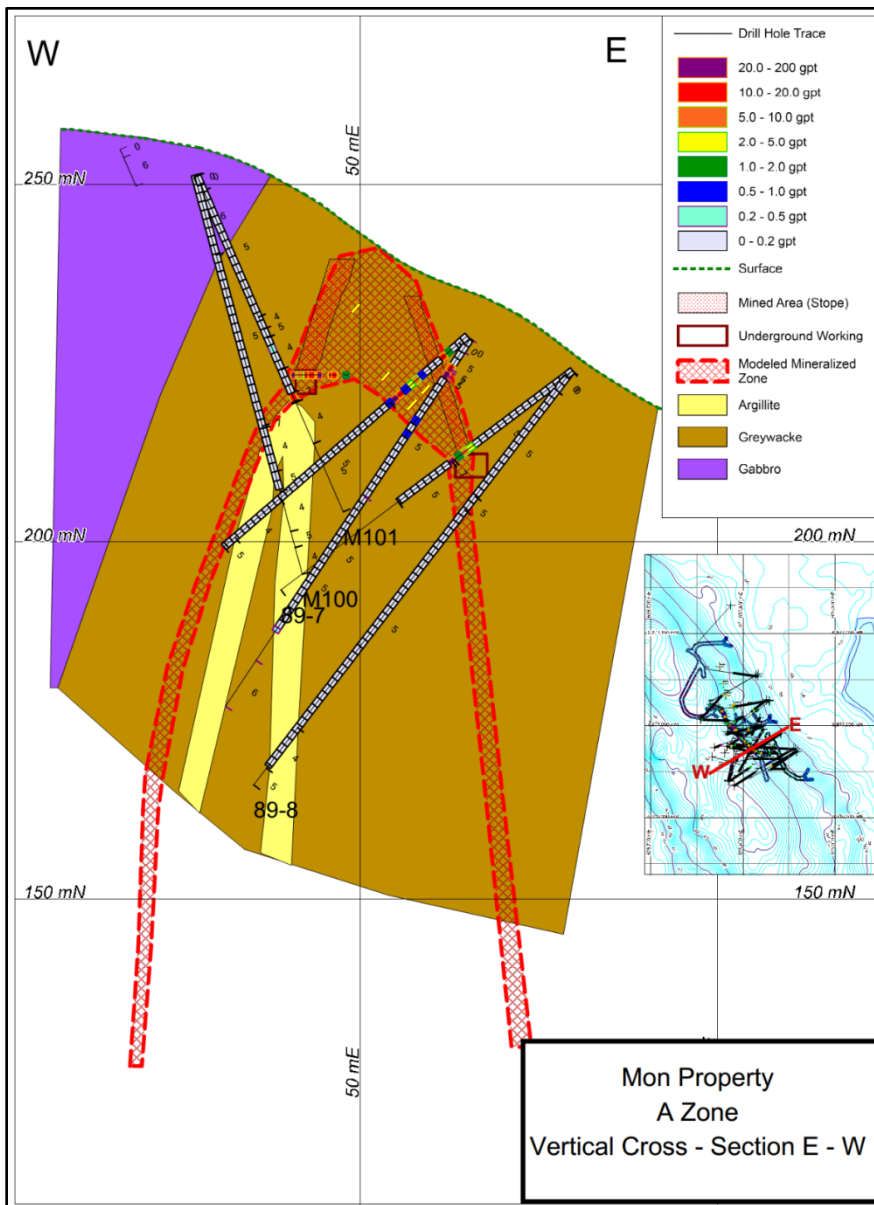 W
E
50 mE
250 mN
Drill Hole Trace
20.0 - 200 gpt
10.0 - 20.0 gpt
5.0 - 10.0 gpt
2.0 - 5.0 gpt
1.0 - 2.0 gpt
0.5 - 1.0 gpt
0.2 - 0.5 gpt
0 - 0.2 gpt
Surface
Mined Area (Stope)
Underground Working
Modeled Mineralized
Zone
Argillite
Greywacke
Gabbro
200 mN
200 mN
M101
M100
89-7
89-8
E
W
150 mN
150 mN
50 mE
Mon Property
A Zone
Vertical Cross - Section E - W